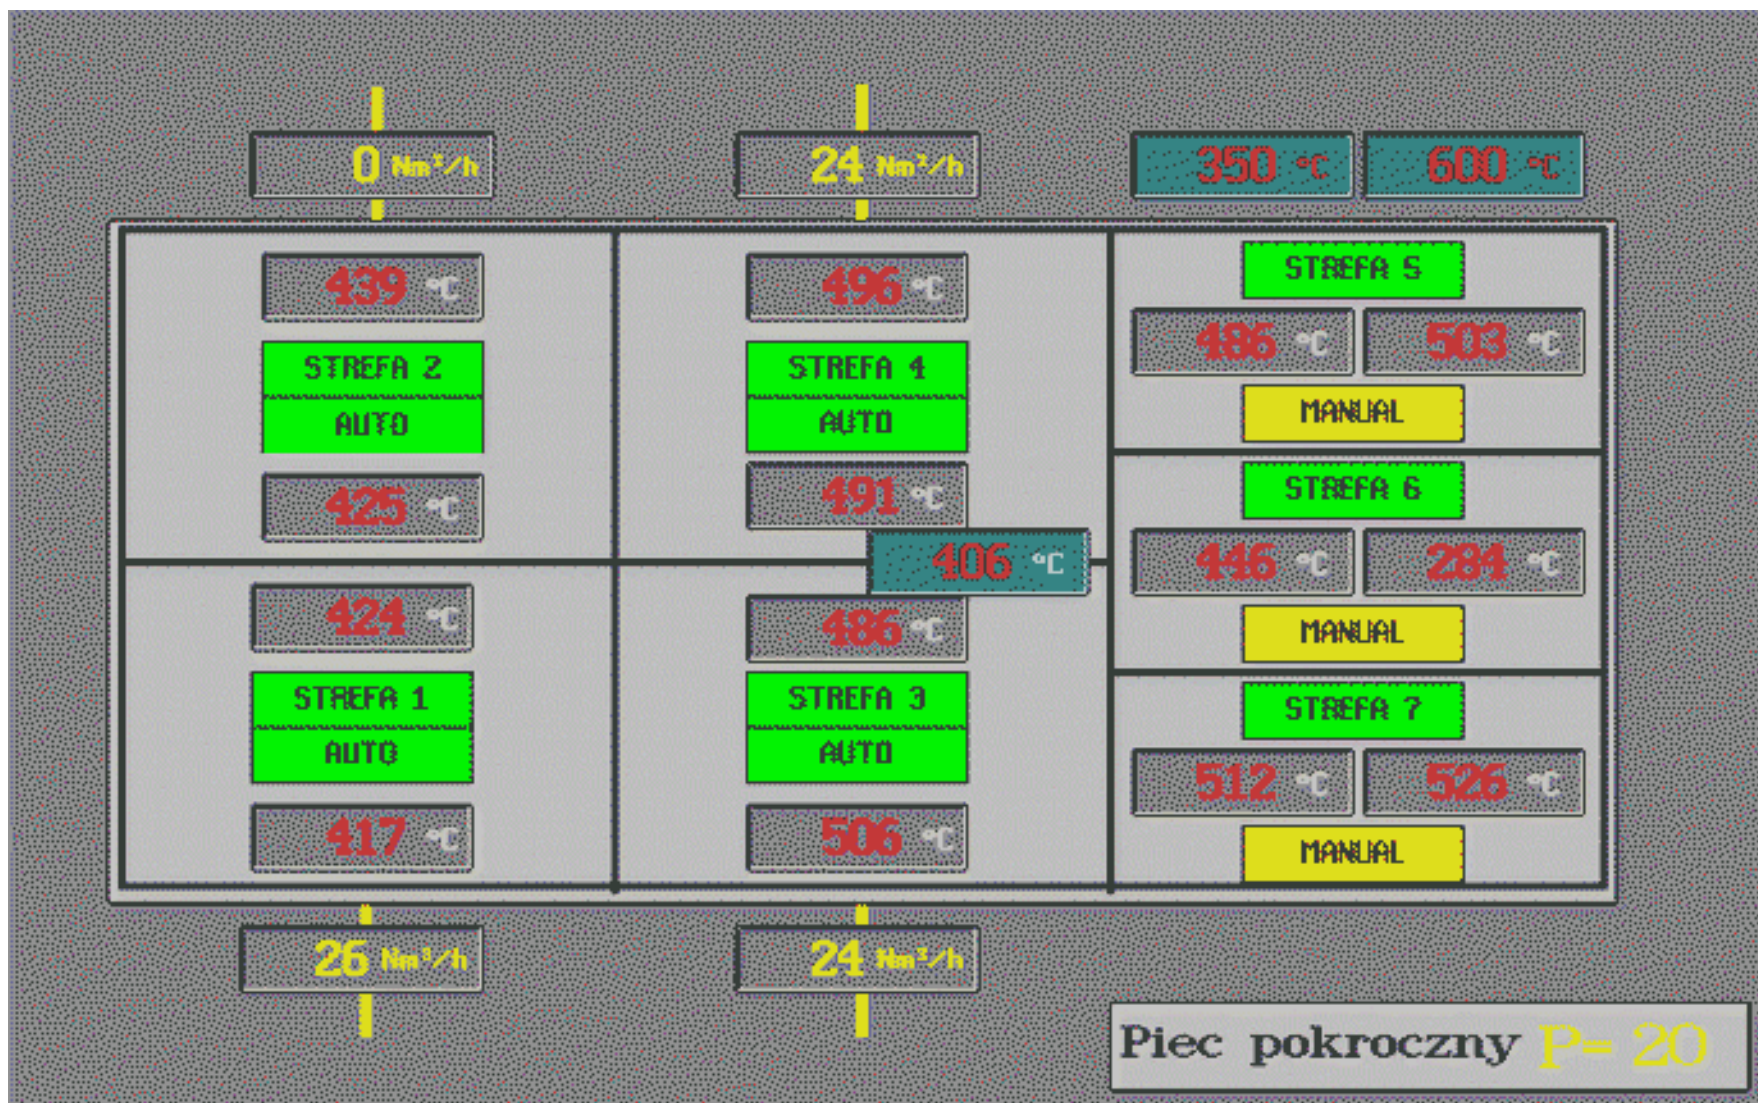 0 Nm³/h
24 Nm³/h
350 °C
600 °C
439 °C
STREFA 2
AUTO
425 °C
496 °C
STREFA 4
AUTO
491 °C
406 °C
STREFA 5
486 °C
503 °C
MANUAL
STREFA 6
446 °C
284 °C
MANUAL
424 °C
STREFA 1
AUTO
417 °C
486 °C
STREFA 3
AUTO
506 °C
STREFA 7
512 °C
526 °C
MANUAL
26 Nm³/h
24 Nm³/h
Piec pokroczny P= 20